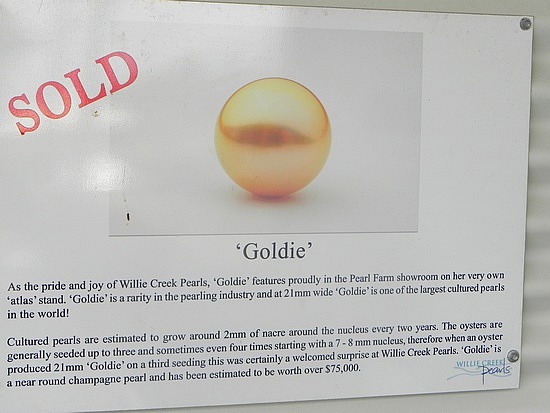 SOLD
'Goldie'
As the pride and joy of Willie Creek Pearls, 'Goldie' features proudly in the Pearl Farm showroom on her very own
'atlas' stand. 'Goldie' is a rarity in the pearling industry and at 21mm wide 'Goldie' is one of the largest cultured pearls
in the world!
Cultured pearls are estimated to grow around 2mm of nacre around the nucleus every two years. The oysters are
generally seeded up to three and sometimes even four times starting with a 7 - 8 mm nucleus, therefore when an oyster
produced 21mm 'Goldie' on a third seeding this was certainly a welcomed surprise at Willie Creek Pearls. 'Goldie' is
a near round champagne pearl and has been estimated to be worth over $75,000.
WILLIE CREEK
Pearls